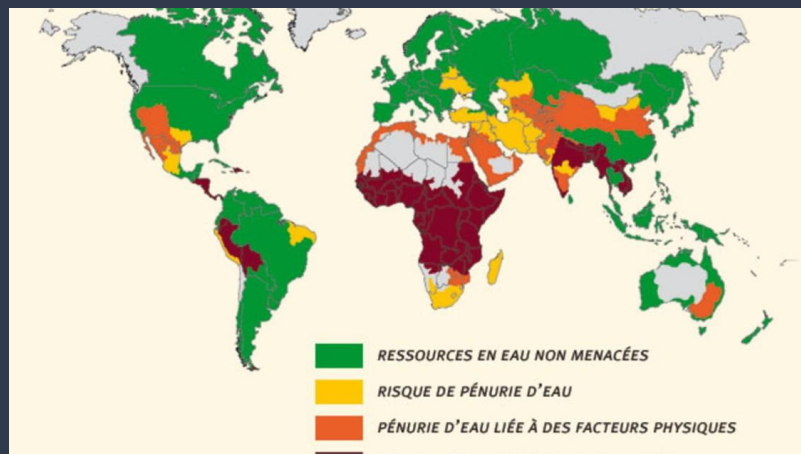 RESSOURCES EN EAU NON MENACÉES
RISQUE DE PÉNURIE D'EAU
PÉNURIE D'EAU LIÉE À DES FACTEURS PHYSIQUES